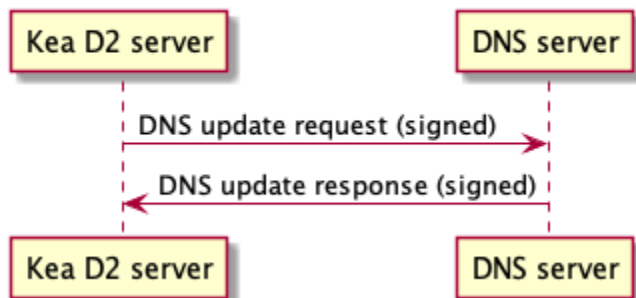 Kea D2 server DNS server
DNS update request (signed)
DNS update response (signed)
Kea D2 server DNS server